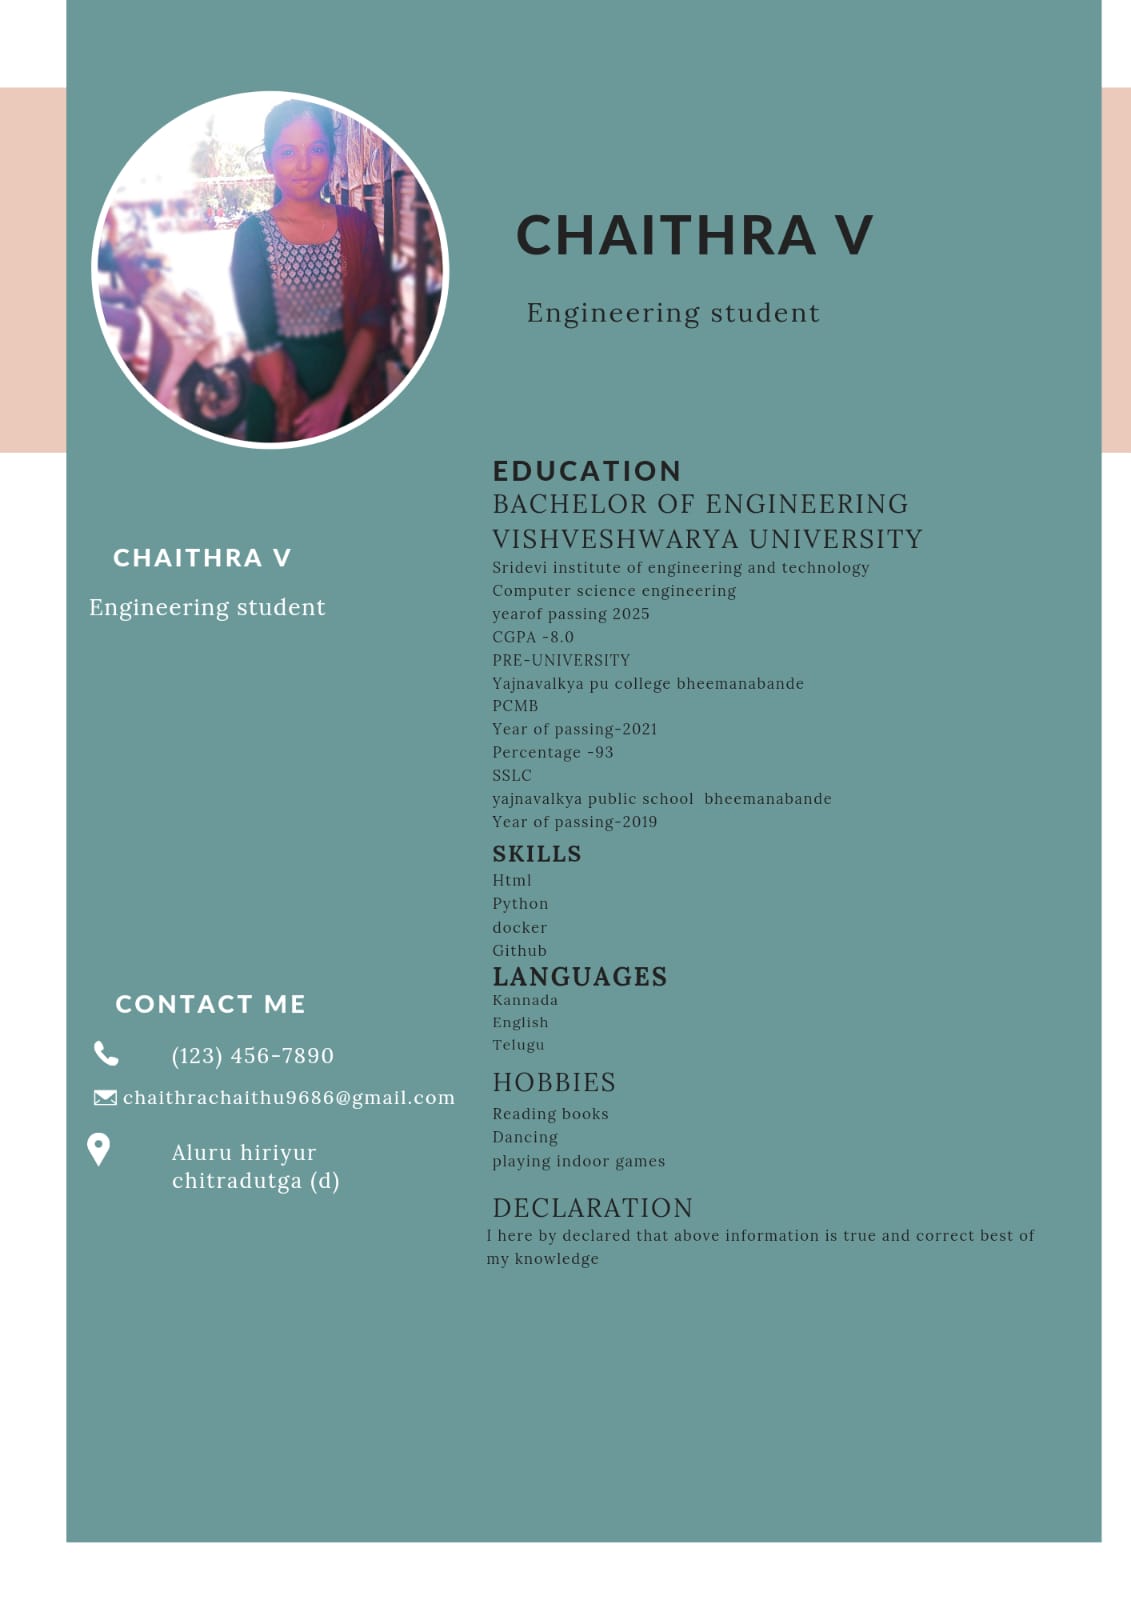 CHAITHRA V
Engineering student
CHAITHRA V
Engineering student
CONTACT ME
(123) 456-7890
chaithrachaithu9686@gmail.com
Aluru hiriyur
chitradutga (d)
EDUCATION
BACHELOR OF ENGINEERING
VISHVESHWARYA UNIVERSITY
Sridevi institute of engineering and technology
Computer science engineering
yearof passing 2025
CGPA -8.0
PRE-UNIVERSITY
Yajnavalkya pu college bheemanabande
PCMB
Year of passing-2021
Percentage -93
SSLC
yajnavalkya public school  bheemanabande
Year of passing-2019
SKILLS
Html
Python
docker
Github
LANGUAGES
Kannada
English
Telugu
HOBBIES
Reading books
Dancing
playing indoor games
DECLARATION
I here by declared that above information is true and correct best of
my knowledge